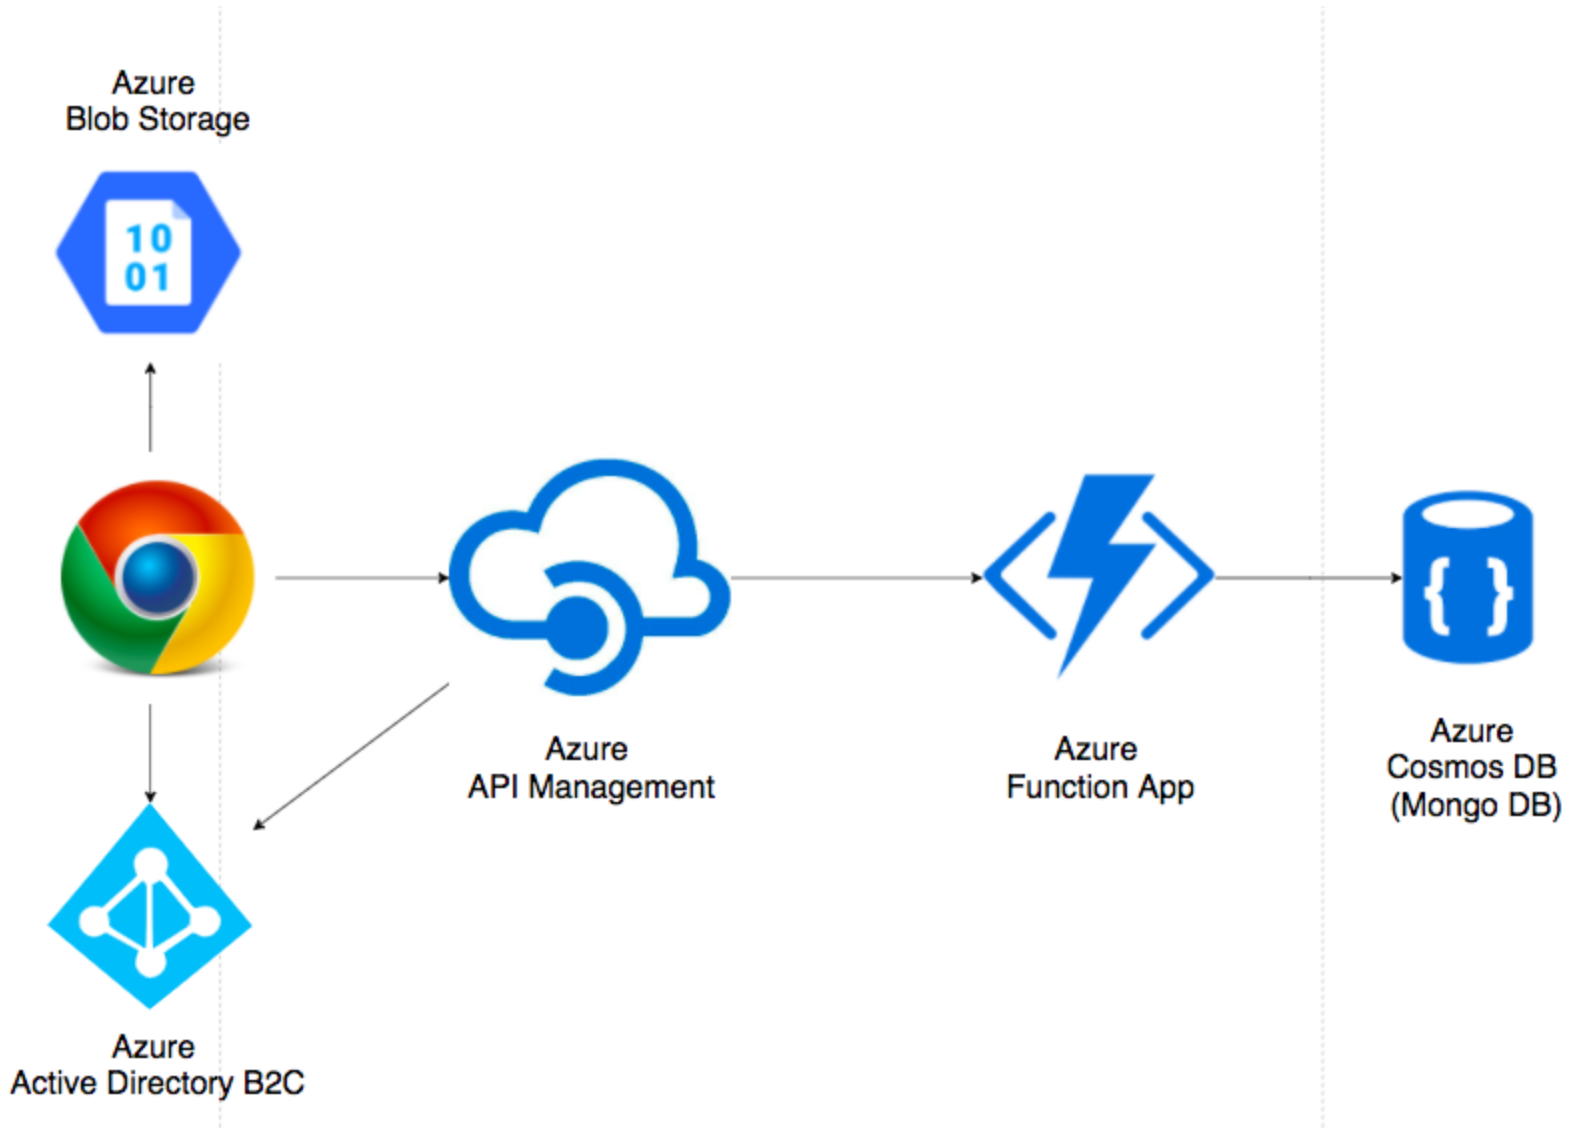 Azure
Blob Storage
10
01
Azure
API Management
Azure
Function App
{ }
Azure
Cosmos DB
(Mongo DB)
Azure
Active Directory B2C